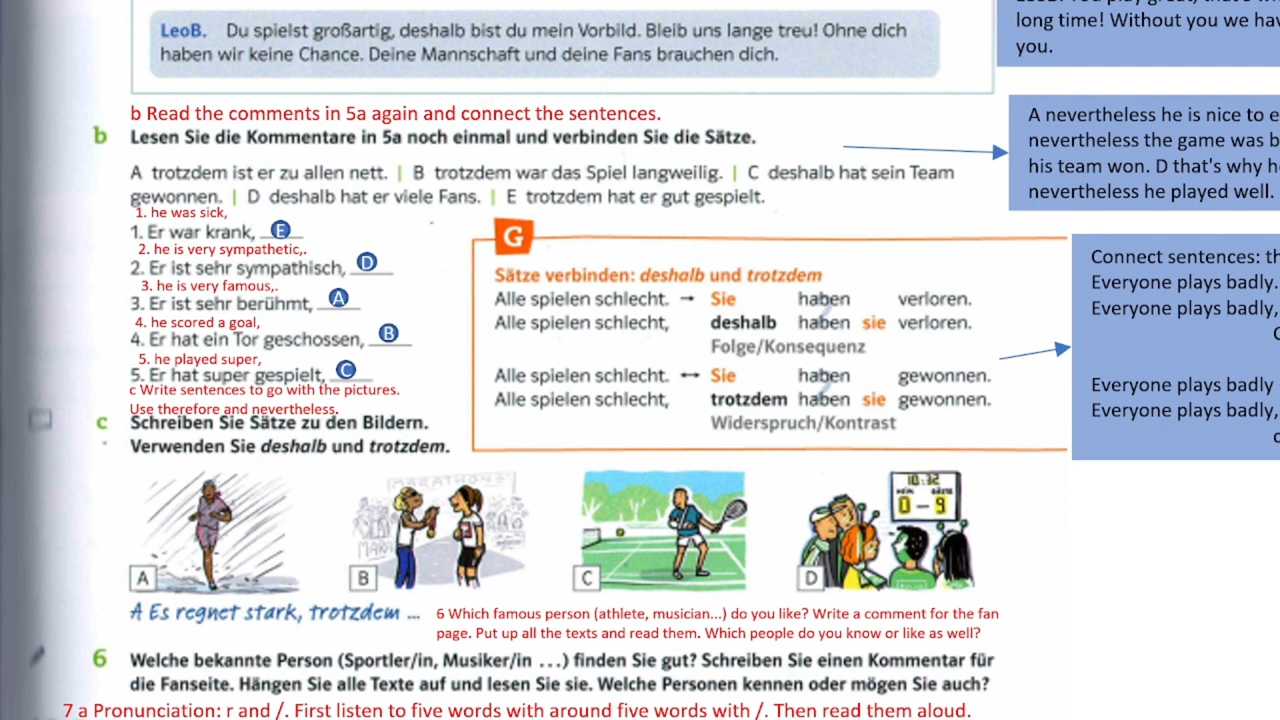 LeoB. Du spielst großartig, deshalb bist du mein Vorbild. Bleib uns lange treu! Ohne dich
haben wir keine Chance. Deine Mannschaft und deine Fans brauchen dich.
long time! Without you we hav
you.
b Read the comments in 5a again and connect the sentences.
b Lesen Sie die Kommentare in 5a noch einmal und verbinden Sie die Sätze.
A trotzdem ist er zu allen nett. | B trotzdem war das Spiel langweilig. | C deshalb hat sein Team
gewonnen. | D deshalb hat er viele Fans. | E trotzdem hat er gut gespielt.
A nevertheless he is nice to e
nevertheless the game was b
his team won. D that's why h
nevertheless he played well.
1. he was sick,
1. Er war krank, E
2. he is very sympathetic,.
2. Er ist sehr sympathisch, D
3. he is very famous,.
3. Er ist sehr berühmt, A
4. he scored a goal,
4. Er hat ein Tor geschossen, B
5. he played super,
5. Er hat super gespielt, C
G
Sätze verbinden: deshalb und trotzdem
Alle spielen schlecht. → Sie haben verloren.
Alle spielen schlecht, deshalb haben sie verloren.
Folge/Konsequenz
Alle spielen schlecht. ↔ Sie haben gewonnen.
Alle spielen schlecht, trotzdem haben sie gewonnen.
Widerspruch/Kontrast
Connect sentences: th
Everyone plays badly.
Everyone plays badly,
Everyone plays badly
Everyone plays badly,
c Write sentences to go with the pictures.
Use therefore and nevertheless.
c Schreiben Sie Sätze zu den Bildern.
Verwenden Sie deshalb und trotzdem.
MARATHON
10:32
HEIM GÄSTE
0 - 9
A
B
C
D
A Es regnet stark, trotzdem ...
6 Which famous person (athlete, musician...) do you like? Write a comment for the fan
page. Put up all the texts and read them. Which people do you know or like as well?
6 Welche bekannte Person (Sportler/in, Musiker/in ...) finden Sie gut? Schreiben Sie einen Kommentar für
die Fanseite. Hängen Sie alle Texte auf und lesen Sie sie. Welche Personen kennen oder mögen Sie auch?
7 a Pronunciation: r and /. First listen to five words with around five words with /. Then read them aloud.